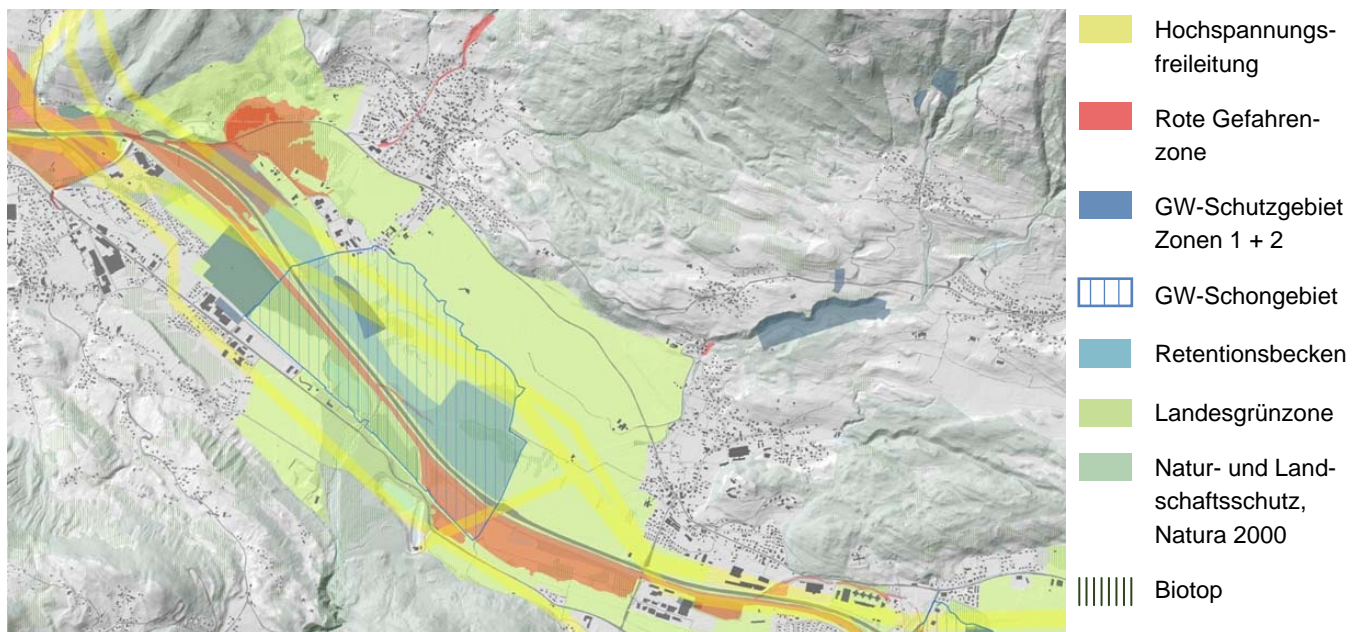 Hochspannungs-
freileitung
Rote Gefahren-
zone
GW-Schutzgebiet
Zonen 1 + 2
GW-Schongebiet
Retentionsbecken
Landesgrünzone
Natur- und Land-
schaftsschutz,
Natura 2000
Biotop